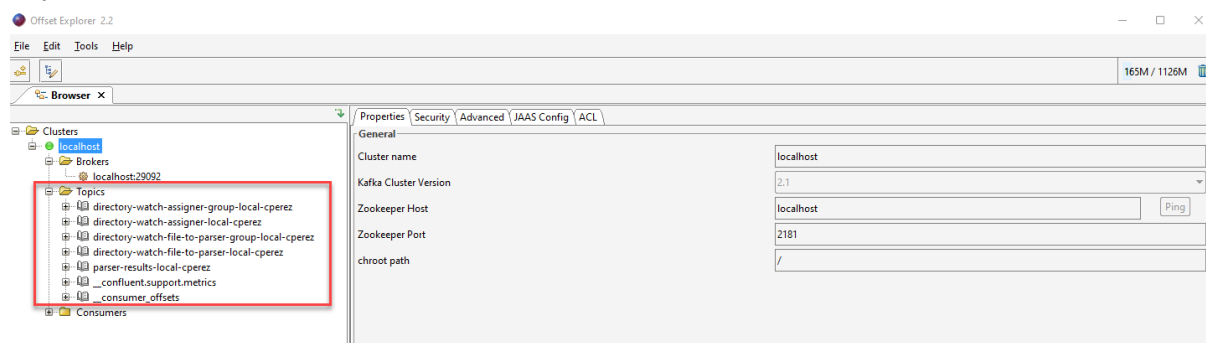 Offset Explorer 2.2
File Edit Tools Help
165M / 1126M
Browser
Properties Security Advanced JAAS Config ACL
Clusters
General
localhost
Cluster name localhost
Brokers
localhost:29092
Kafka Cluster Version 2.1
Topics
directory-watch-assigner-group-local-cperez
Zookeeper Host localhost Ping
directory-watch-assigner-local-cperez
directory-watch-file-to-parser-group-local-cperez
Zookeeper Port 2181
directory-watch-file-to-parser-local-cperez
chroot path /
parser-results-local-cperez
__confluent.support.metrics
__consumer_offsets
Consumers